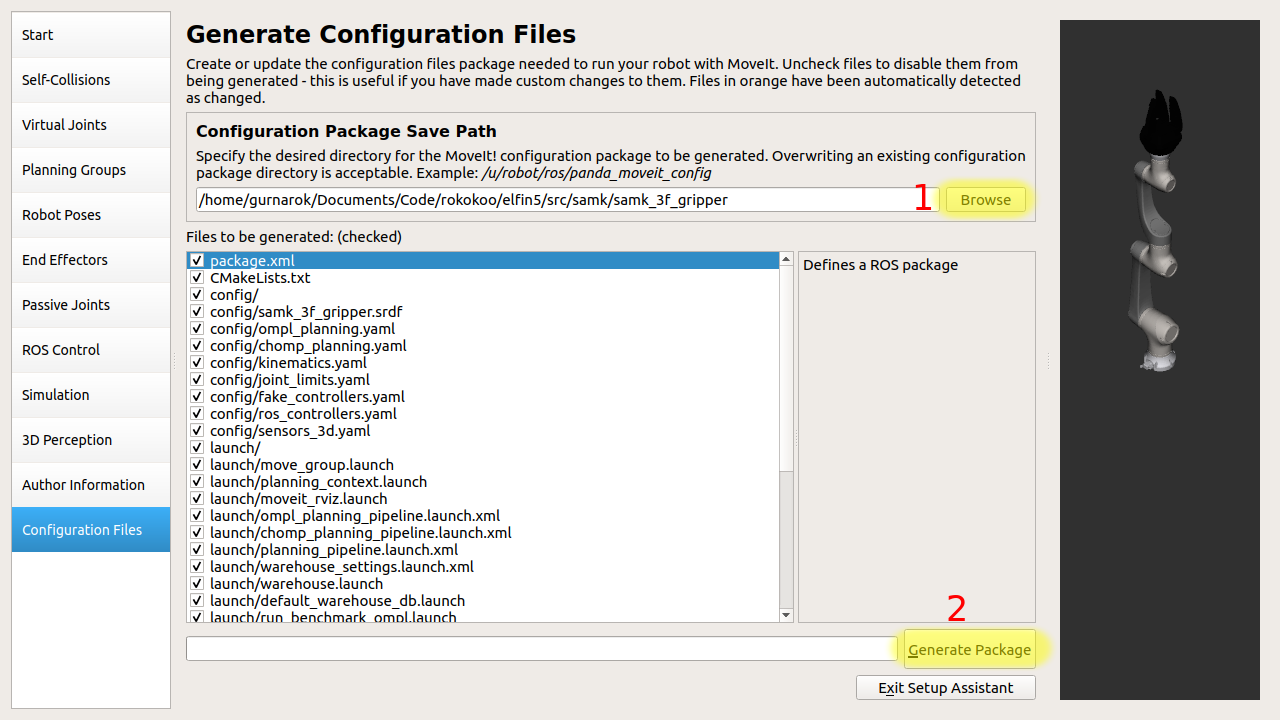 Start
Self-Collisions
Virtual Joints
Planning Groups
Robot Poses
End Effectors
Passive Joints
ROS Control
Simulation
3D Perception
Author Information
Configuration Files
Generate Configuration Files
Create or update the configuration files package needed to run your robot with MoveIt. Uncheck files to disable them from
being generated - this is useful if you have made custom changes to them. Files in orange have been automatically detected
as changed.
Configuration Package Save Path
Specify the desired directory for the MoveIt! configuration package to be generated. Overwriting an existing configuration
package directory is acceptable. Example: /u/robot/ros/panda_moveit_config
/home/gurnarok/Documents/Code/rokokoo/elfin5/src/samk/samk_3f_gripper
1
Browse
Files to be generated: (checked)
package.xml
CMakeLists.txt
config/
config/samk_3f_gripper.srdf
config/ompl_planning.yaml
config/chomp_planning.yaml
config/kinematics.yaml
config/joint_limits.yaml
config/fake_controllers.yaml
config/ros_controllers.yaml
config/sensors_3d.yaml
launch/
launch/move_group.launch
launch/planning_context.launch
launch/moveit_rviz.launch
launch/ompl_planning_pipeline.launch.xml
launch/chomp_planning_pipeline.launch.xml
launch/planning_pipeline.launch.xml
launch/warehouse_settings.launch.xml
launch/warehouse.launch
launch/default_warehouse_db.launch
launch/run_benchmark_ompl.launch
Defines a ROS package
2
Generate Package
Exit Setup Assistant